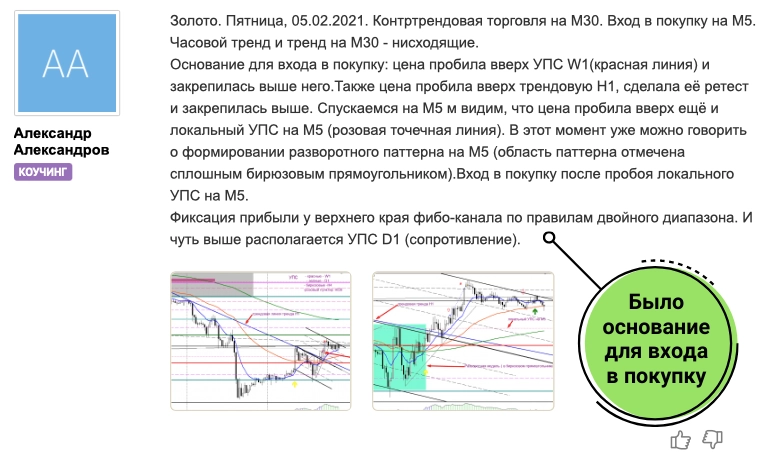 AA
Александр
Александров
КОУЧИНГ
Золото. Пятница, 05.02.2021. Контртрендовая торговля на М30. Вход в покупку на М5.
Часовой тренд и тренд на М30 - нисходящие.
Основание для входа в покупку: цена пробила вверх УПС W1(красная линия) и
закрепилась выше него.Также цена пробила вверх трендовую Н1, сделала её ретест
и закрепилась выше. Спускаемся на М5 м видим, что цена пробила вверх ещё и
локальный УПС на М5 (розовая точечная линия). В этот момент уже можно говорить
о формировании разворотного паттерна на М5 (область паттерна отмечена
сплошным бирюзовым прямоугольником).Вход в покупку после пробоя локального
УПС на М5.
Фиксация прибыли у верхнего края фибо-канала по правилам двойного диапазона. И
чуть выше располагается УПС D1 (сопротивление).
УПС
Было
основание
для входа
в покупку